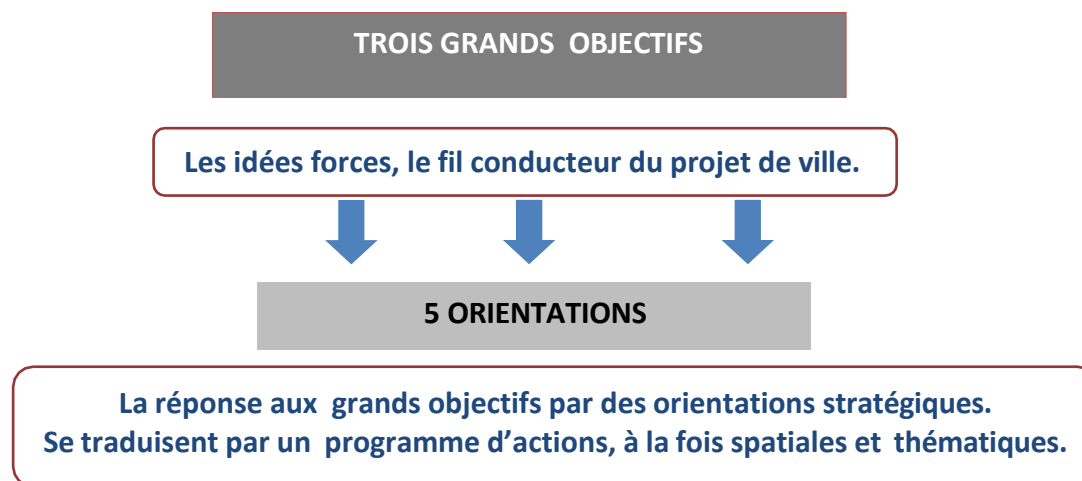 TROIS GRANDS OBJECTIFS
Les idées forces, le fil conducteur du projet de ville.
5 ORIENTATIONS
La réponse aux grands objectifs par des orientations stratégiques.
Se traduisent par un programme d’actions, à la fois spatiales et thématiques.